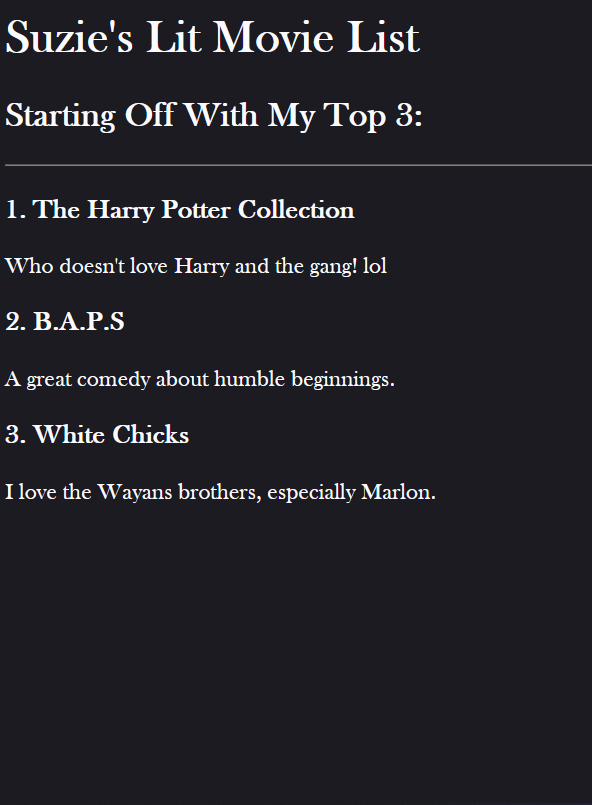 Suzie's Lit Movie List
Starting Off With My Top 3:
1. The Harry Potter Collection
Who doesn't love Harry and the gang! lol
2. B.A.P.S
A great comedy about humble beginnings.
3. White Chicks
I love the Wayans brothers, especially Marlon.